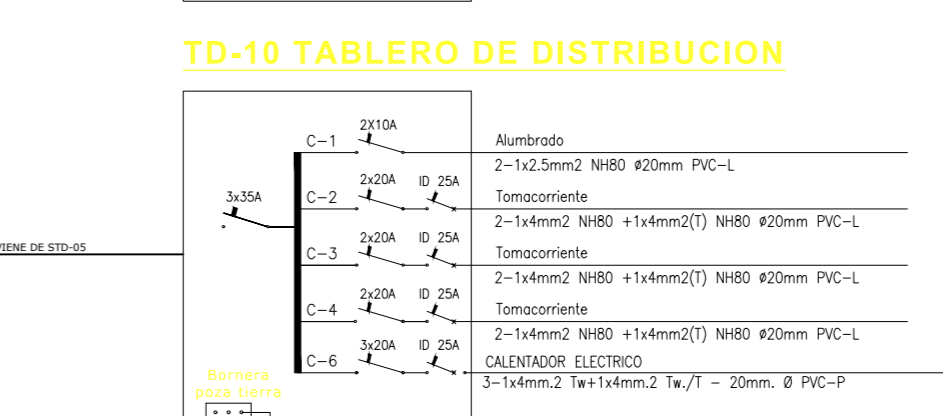 TD-10 TABLERO DE DISTRIBUCION
2X10A
C-1
Alumbrado
2-1x2.5mm2 NH80 ø20mm PVC-L
3x35A
2x20A
ID 25A
C-2
Tomacorriente
2-1x4mm2 NH80 +1x4mm2(T) NH80 ø20mm PVC-L
VIENE DE STD-05
2x20A
ID 25A
C-3
Tomacorriente
2-1x4mm2 NH80 +1x4mm2(T) NH80 ø20mm PVC-L
2x20A
ID 25A
C-4
Tomacorriente
2-1x4mm2 NH80 +1x4mm2(T) NH80 ø20mm PVC-L
3x20A
ID 25A
C-6
CALENTADOR ELECTRICO
3-1x4mm.2 Tw+1x4mm.2 Tw./T - 20mm. Ø PVC-P
Bornera
poza tierra